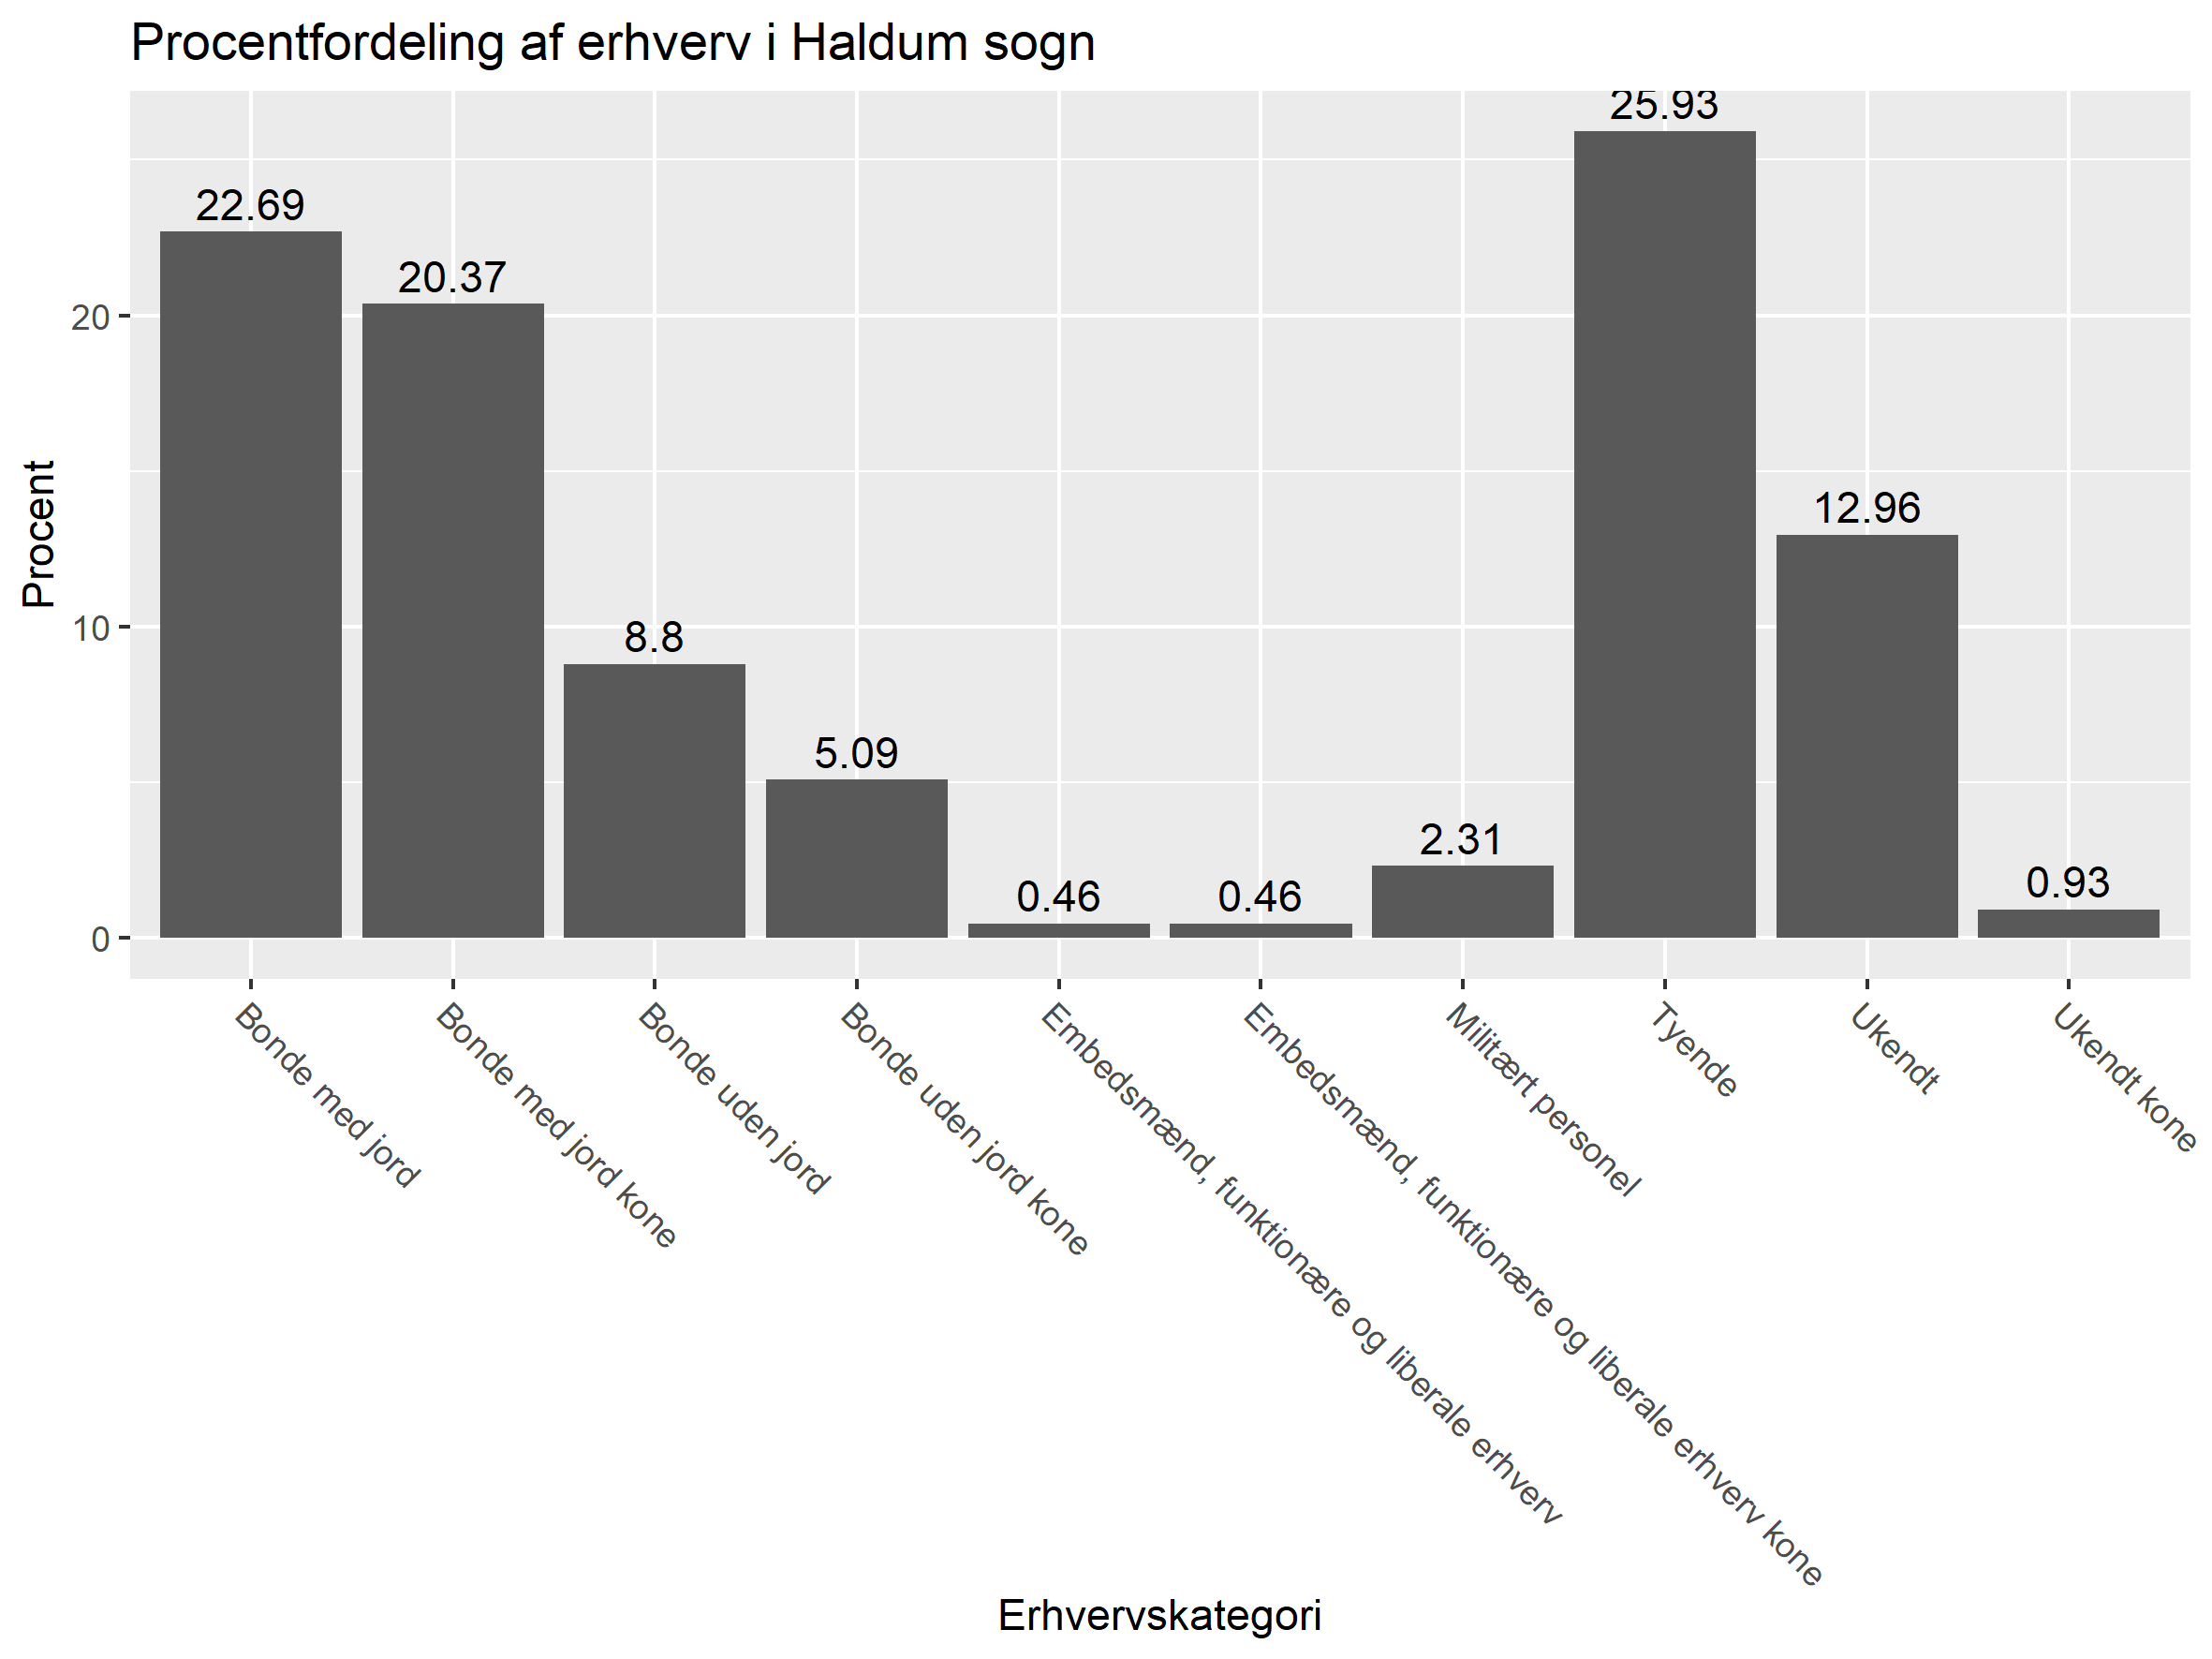 Procentfordeling af erhverv i Haldum sogn
25.93
22.69
20.37
12.96
8.8
5.09
2.31
0.93
0.46
0.46
Procent
20
10
0
Bonde med jord
Bonde med jord kone
Bonde uden jord
Bonde uden jord kone
Embedsmænd, funktionære og liberale erhverv
Embedsmænd, funktionære og liberale erhverv kone
Militært personel
Tyende
Ukendt
Ukendt kone
Erhvervskategori